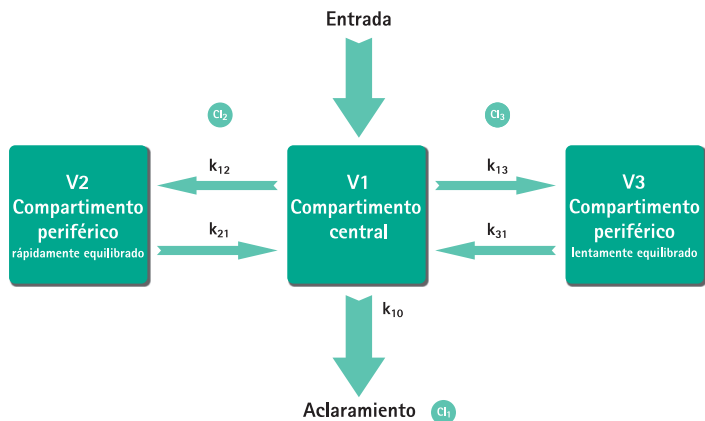 Entrada
Cl₂
Cl₃
k₁₂
k₁₃
V2
Compartimento
periférico
rápidamente equilibrado
V1
Compartimento
central
V3
Compartimento
periférico
lentamente equilibrado
k₂₁
k₃₁
k₁₀
Aclaramiento
Cl₁